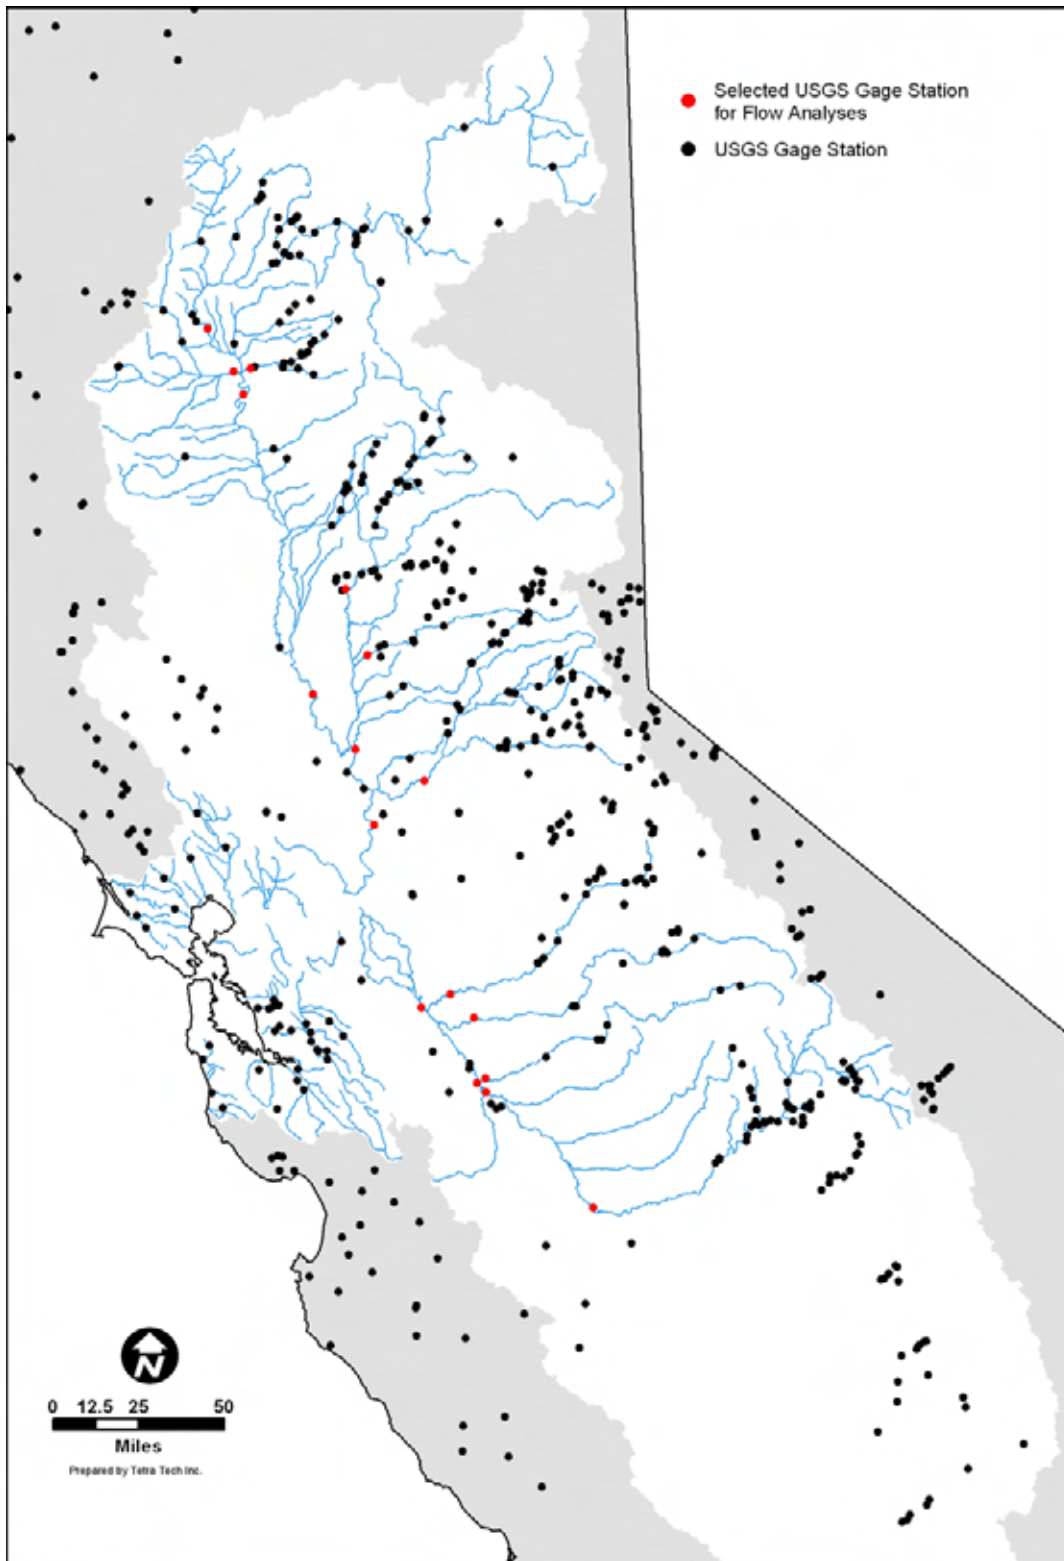 Selected USGS Gage Station
for Flow Analyses
USGS Gage Station
N
0 12.5 25 50
Miles
Prepared by Tetra Tech Inc.